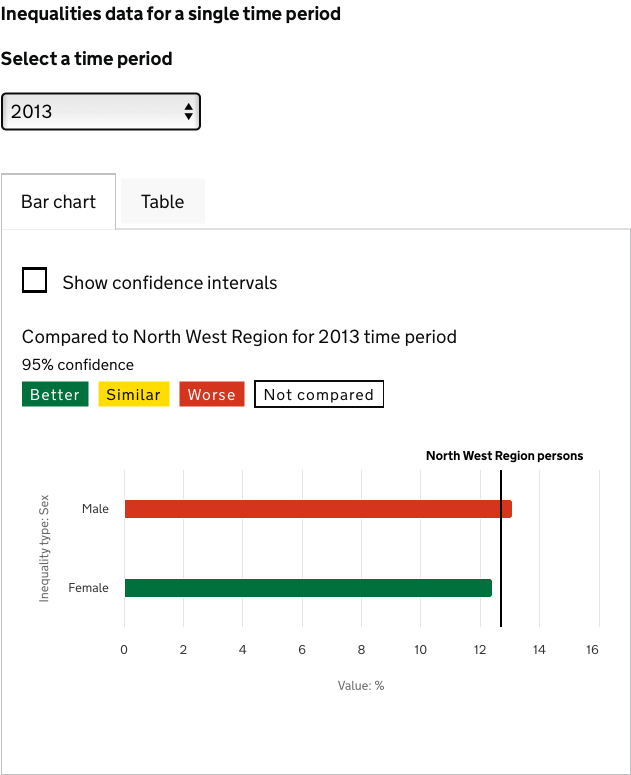 Inequalities data for a single time period
Select a time period
2013
Bar chart
Table
Show confidence intervals
Compared to North West Region for 2013 time period
95% confidence
Better Similar Worse Not compared
North West Region persons
Inequality type: Sex
Male
Female
0 2 4 6 8 10 12 14 16
Value: %